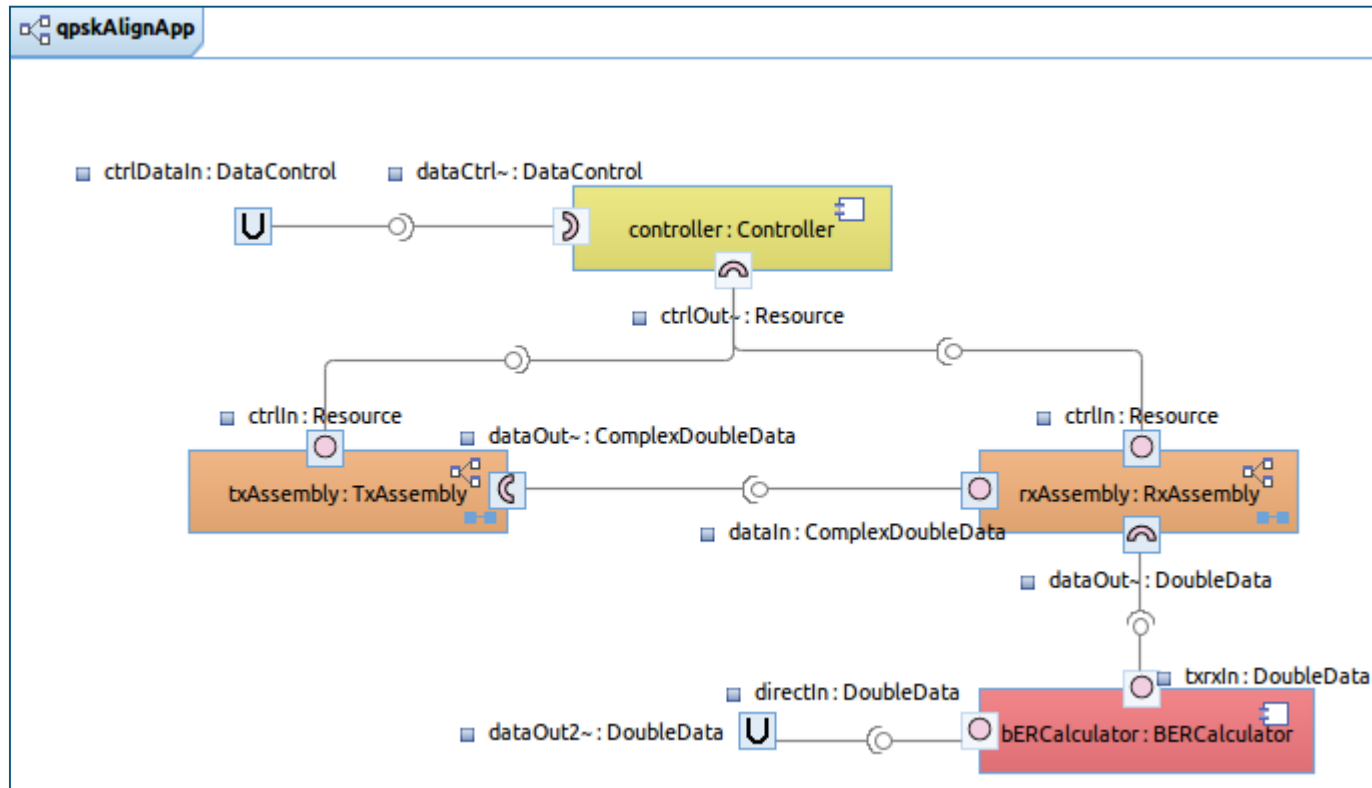 qpskAlignApp
ctrlDataIn : DataControl
dataCtrl~ : DataControl
controller : Controller
ctrlOut~ : Resource
ctrlIn : Resource
ctrlIn : Resource
dataOut~ : ComplexDoubleData
txAssembly : TxAssembly
rxAssembly : RxAssembly
dataIn : ComplexDoubleData
dataOut~ : DoubleData
txrxIn : DoubleData
directIn : DoubleData
dataOut2~ : DoubleData
bERCalculator : BERCalculator